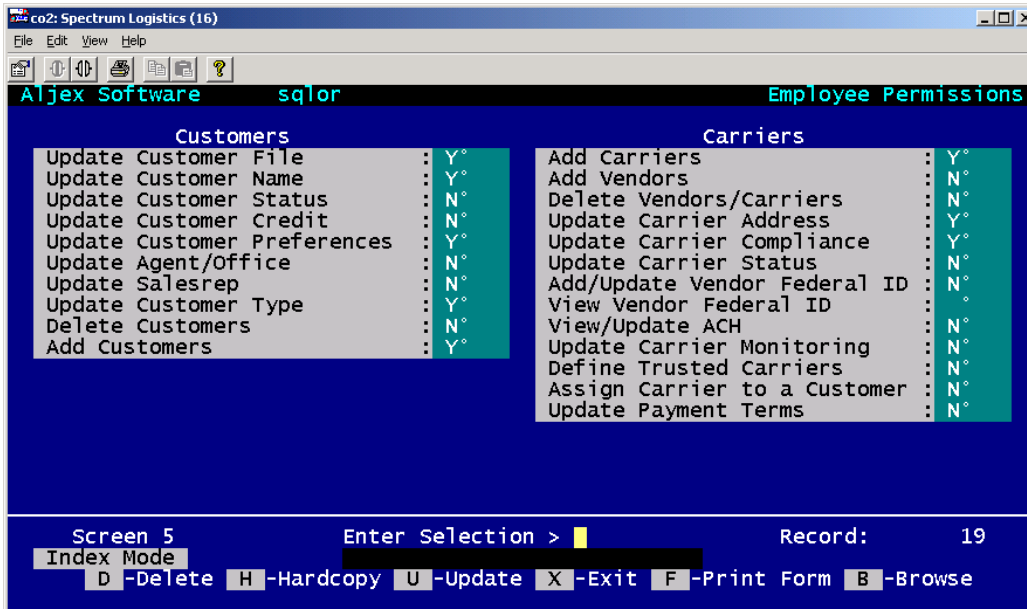 co2: Spectrum Logistics (16)
File Edit View Help
Aljex Software sqlor Employee Permissions
Customers
Update Customer File : Y°
Update Customer Name : Y°
Update Customer Status : N°
Update Customer Credit : N°
Update Customer Preferences : Y°
Update Agent/Office : N°
Update Salesrep : N°
Update Customer Type : Y°
Delete Customers : N°
Add Customers : Y°
Carriers
Add Carriers : Y°
Add Vendors : N°
Delete Vendors/Carriers : N°
Update Carrier Address : Y°
Update Carrier Compliance : Y°
Update Carrier Status : N°
Add/Update Vendor Federal ID : N°
View Vendor Federal ID : °
View/Update ACH : N°
Update Carrier Monitoring : N°
Define Trusted Carriers : N°
Assign Carrier to a Customer : N°
Update Payment Terms : N°
Screen 5 Enter Selection > Record: 19
Index Mode
D -Delete H -Hardcopy U -Update X -Exit F -Print Form B -Browse